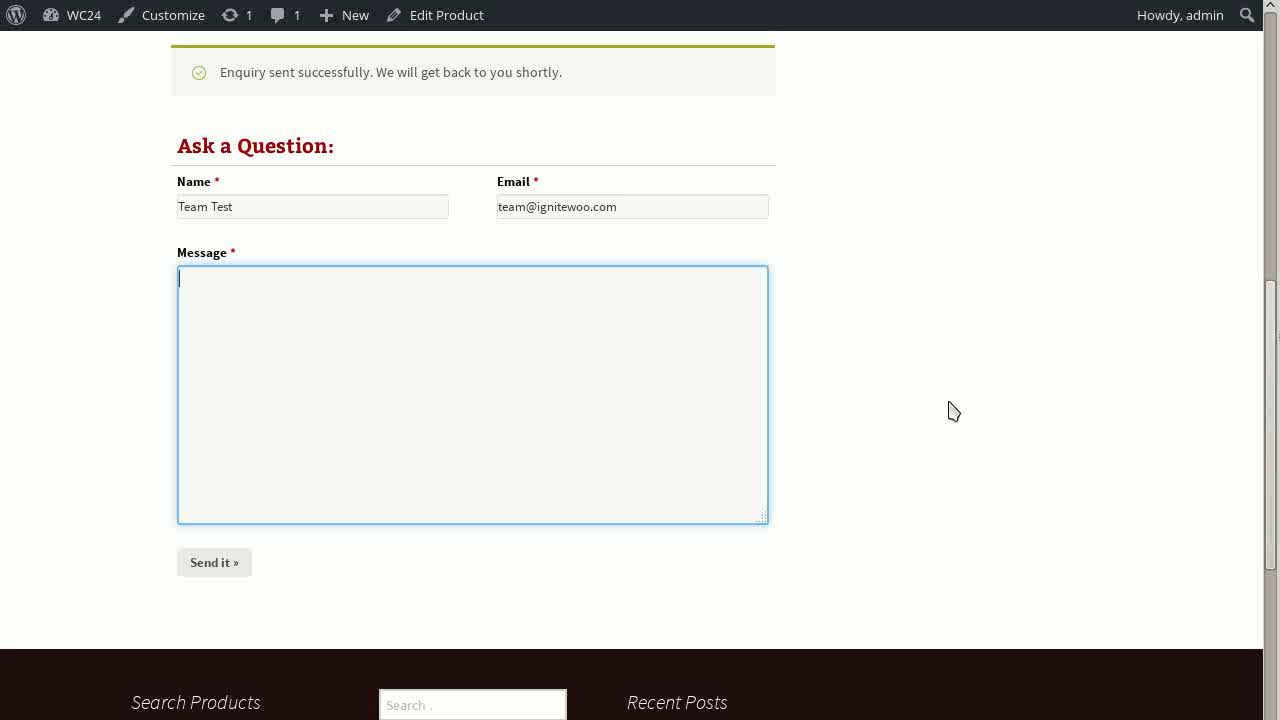 WC24 Customize 1 1 New Edit Product Howdy, admin
Enquiry sent successfully. We will get back to you shortly.
Ask a Question:
Name * Email *
Team Test team@ignitewoo.com
Message *
Send it »
Search Products Search . Recent Posts